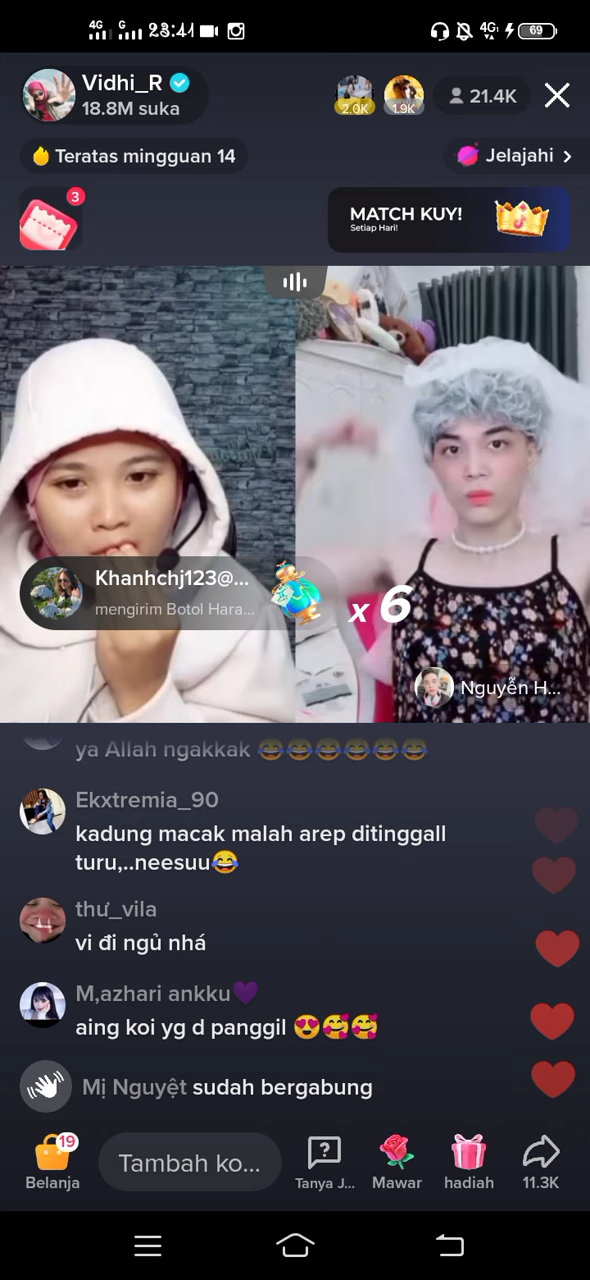 4G G 23:41 4G 69
Vidhi_R
18.8M suka
2.0K 1.9K 21.4K
Teratas mingguan 14
Jelajahi >
3
MATCH KUY!
Setiap Hari!
Khanhchj123@...
mengirim Botol Hara...
x 6
Nguyễn H...
ya Allah ngakkak 😂😂😂😂😂😂
Ekxtremia_90
kadung macak malah arep ditinggall
turu,..neesuu😂
thư_vila
vi đi ngủ nhá
M,azhari ankku💜
aing koi yg d panggil 😍🥰🥰
Mị Nguyệt sudah bergabung
19
Belanja
Tambah ko...
Tanya J...
Mawar
hadiah
11.3K